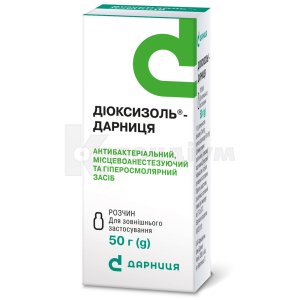 ДІОКСИЗОЛЬ®-
ДАРНИЦЯ
АНТИБАКТЕРІАЛЬНИЙ,
МІСЦЕВОАНЕСТЕЗУЮЧИЙ
ТА ГІПЕРОСМОЛЯРНИЙ
ЗАСІБ
РОЗЧИН
Для зовнішнього
застосування
50 г (g)
ДАРНИЦЯ